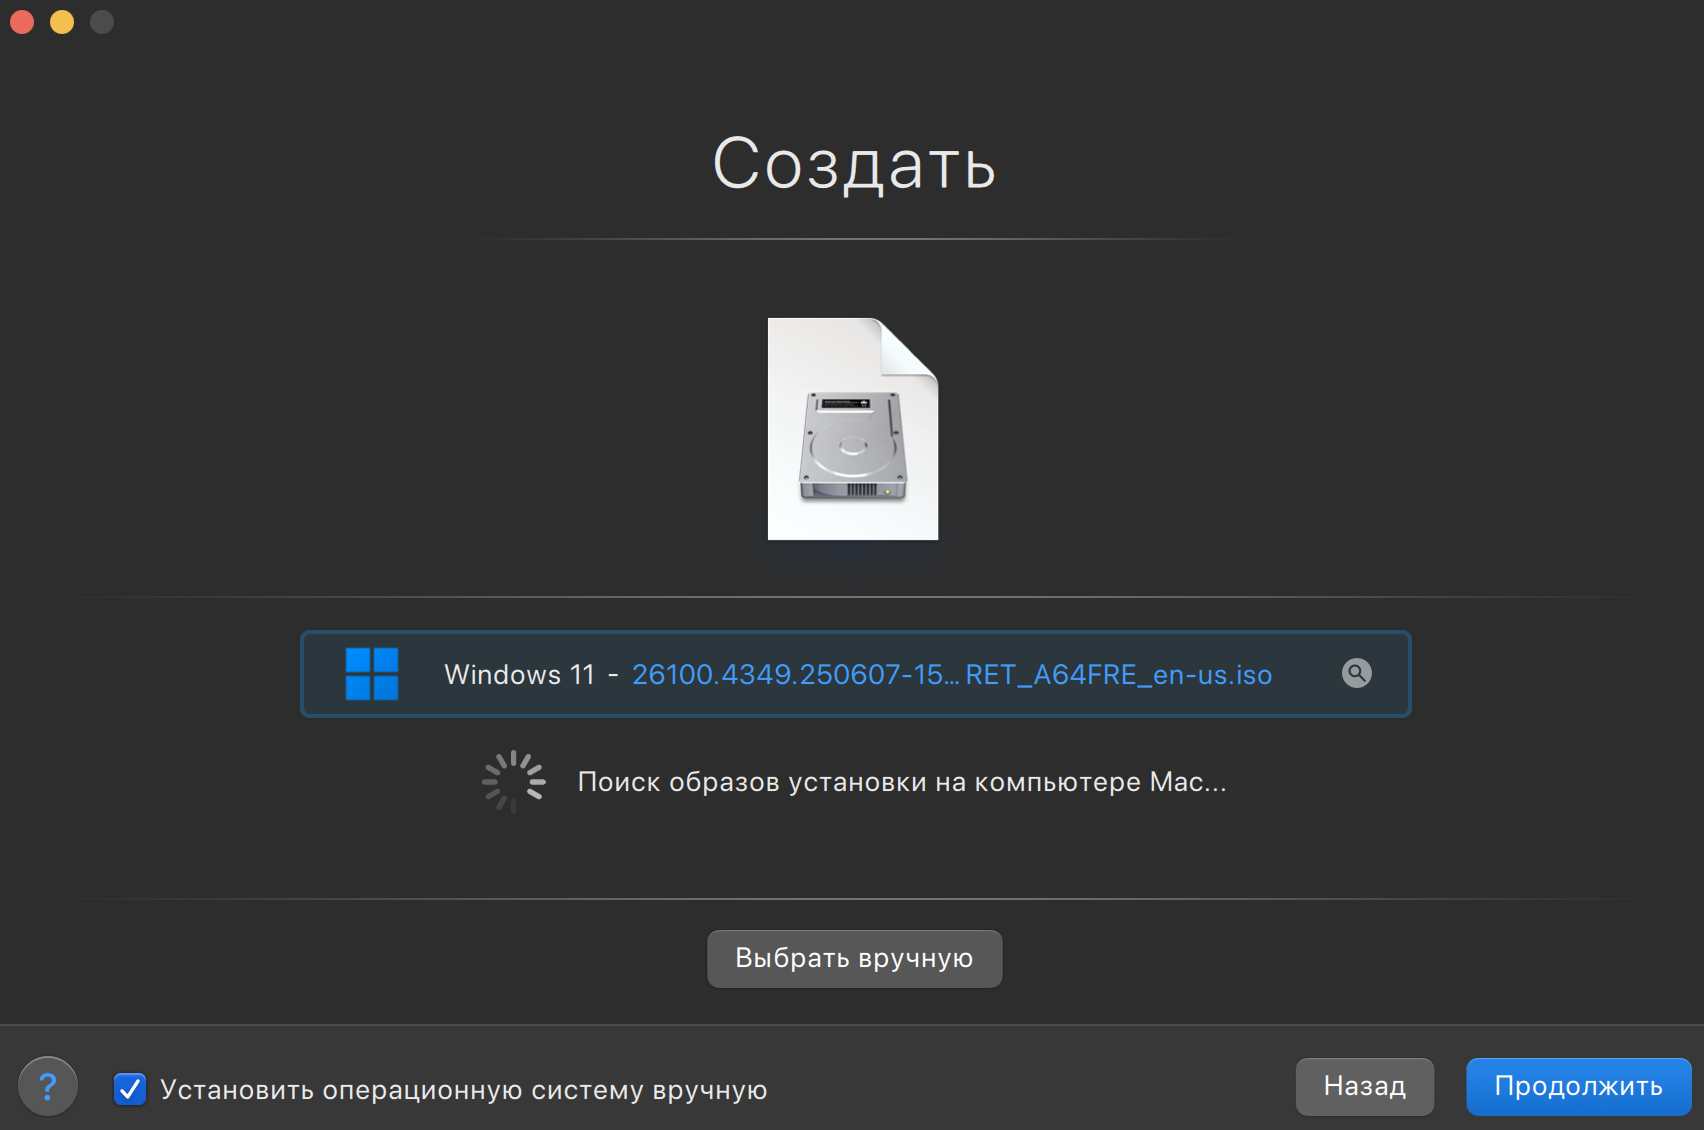 Создать
Windows 11 - 26100.4349.250607-15...RET_A64FRE_en-us.iso
Поиск образов установки на компьютере Mac...
Выбрать вручную
?
Установить операционную систему вручную
Назад
Продолжить